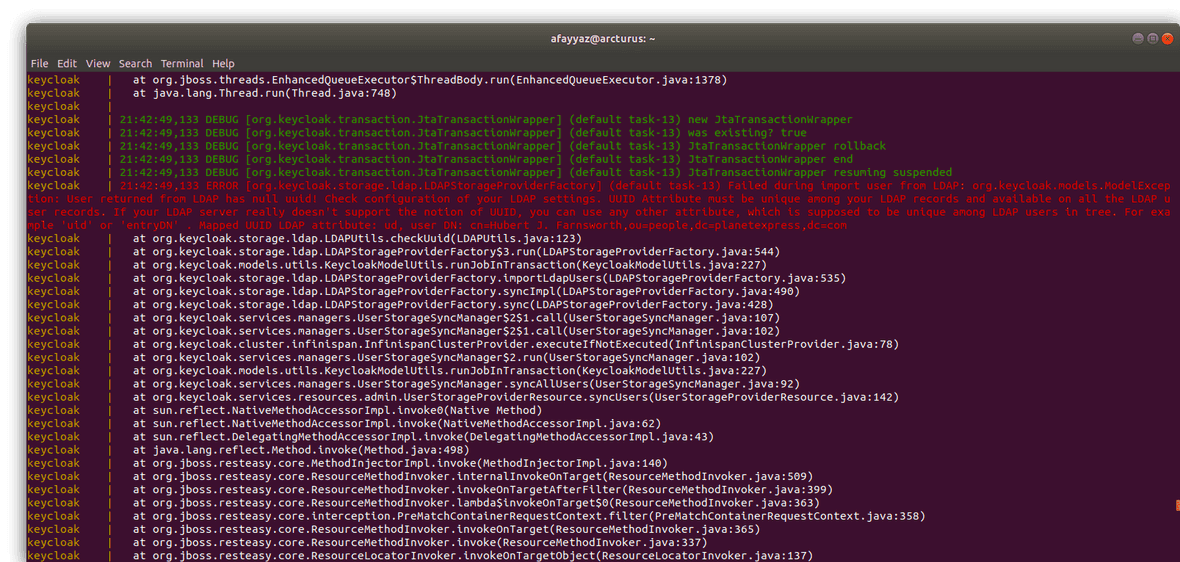 afayyaz@arcturus: ~
File Edit View Search Terminal Help
keycloak | at org.jboss.threads.EnhancedQueueExecutor$ThreadBody.run(EnhancedQueueExecutor.java:1378)
keycloak | at java.lang.Thread.run(Thread.java:748)
keycloak |
keycloak | 21:42:49,133 DEBUG [org.keycloak.transaction.JtaTransactionWrapper] (default task-13) new JtaTransactionWrapper
keycloak | 21:42:49,133 DEBUG [org.keycloak.transaction.JtaTransactionWrapper] (default task-13) was existing? true
keycloak | 21:42:49,133 DEBUG [org.keycloak.transaction.JtaTransactionWrapper] (default task-13) JtaTransactionWrapper rollback
keycloak | 21:42:49,133 DEBUG [org.keycloak.transaction.JtaTransactionWrapper] (default task-13) JtaTransactionWrapper end
keycloak | 21:42:49,133 DEBUG [org.keycloak.transaction.JtaTransactionWrapper] (default task-13) JtaTransactionWrapper resuming suspended
keycloak | 21:42:49,133 ERROR [org.keycloak.storage.ldap.LDAPStorageProviderFactory] (default task-13) Failed during import user from LDAP: org.keycloak.models.ModelExce
tion: User returned from LDAP has null uuid! Check configuration of your LDAP settings. UUID Attribute must be unique among your LDAP records and available on all the LDAP u
ser records. If your LDAP server really doesn't support the notion of UUID, you can use any other attribute, which is supposed to be unique among LDAP users in tree. For exa
mple 'uid' or 'entryDN' . Mapped UUID LDAP attribute: ud, user DN: cn=Hubert J. Farnsworth,ou=people,dc=planetexpress,dc=com
keycloak | at org.keycloak.storage.ldap.LDAPUtils.checkUuid(LDAPUtils.java:123)
keycloak | at org.keycloak.storage.ldap.LDAPStorageProviderFactory$3.run(LDAPStorageProviderFactory.java:544)
keycloak | at org.keycloak.models.utils.KeycloakModelUtils.runJobInTransaction(KeycloakModelUtils.java:227)
keycloak | at org.keycloak.storage.ldap.LDAPStorageProviderFactory.importLdapUsers(LDAPStorageProviderFactory.java:535)
keycloak | at org.keycloak.storage.ldap.LDAPStorageProviderFactory.syncImpl(LDAPStorageProviderFactory.java:490)
keycloak | at org.keycloak.storage.ldap.LDAPStorageProviderFactory.sync(LDAPStorageProviderFactory.java:428)
keycloak | at org.keycloak.services.managers.UserStorageSyncManager$2$1.call(UserStorageSyncManager.java:107)
keycloak | at org.keycloak.services.managers.UserStorageSyncManager$2$1.call(UserStorageSyncManager.java:102)
keycloak | at org.keycloak.cluster.infinispan.InfinispanClusterProvider.executeIfNotExecuted(InfinispanClusterProvider.java:78)
keycloak | at org.keycloak.services.managers.UserStorageSyncManager$2.run(UserStorageSyncManager.java:102)
keycloak | at org.keycloak.models.utils.KeycloakModelUtils.runJobInTransaction(KeycloakModelUtils.java:227)
keycloak | at org.keycloak.services.managers.UserStorageSyncManager.syncAllUsers(UserStorageSyncManager.java:92)
keycloak | at org.keycloak.services.resources.admin.UserStorageProviderResource.syncUsers(UserStorageProviderResource.java:142)
keycloak | at sun.reflect.NativeMethodAccessorImpl.invoke0(Native Method)
keycloak | at sun.reflect.NativeMethodAccessorImpl.invoke(NativeMethodAccessorImpl.java:62)
keycloak | at sun.reflect.DelegatingMethodAccessorImpl.invoke(DelegatingMethodAccessorImpl.java:43)
keycloak | at java.lang.reflect.Method.invoke(Method.java:498)
keycloak | at org.jboss.resteasy.core.MethodInjectorImpl.invoke(MethodInjectorImpl.java:140)
keycloak | at org.jboss.resteasy.core.ResourceMethodInvoker.internalInvokeOnTarget(ResourceMethodInvoker.java:509)
keycloak | at org.jboss.resteasy.core.ResourceMethodInvoker.invokeOnTargetAfterFilter(ResourceMethodInvoker.java:399)
keycloak | at org.jboss.resteasy.core.ResourceMethodInvoker.lambda$invokeOnTarget$0(ResourceMethodInvoker.java:363)
keycloak | at org.jboss.resteasy.core.interception.PreMatchContainerRequestContext.filter(PreMatchContainerRequestContext.java:358)
keycloak | at org.jboss.resteasy.core.ResourceMethodInvoker.invokeOnTarget(ResourceMethodInvoker.java:365)
keycloak | at org.jboss.resteasy.core.ResourceMethodInvoker.invoke(ResourceMethodInvoker.java:337)
keycloak | at org.jboss.resteasy.core.ResourceLocatorInvoker.invokeOnTargetObject(ResourceLocatorInvoker.java:137)